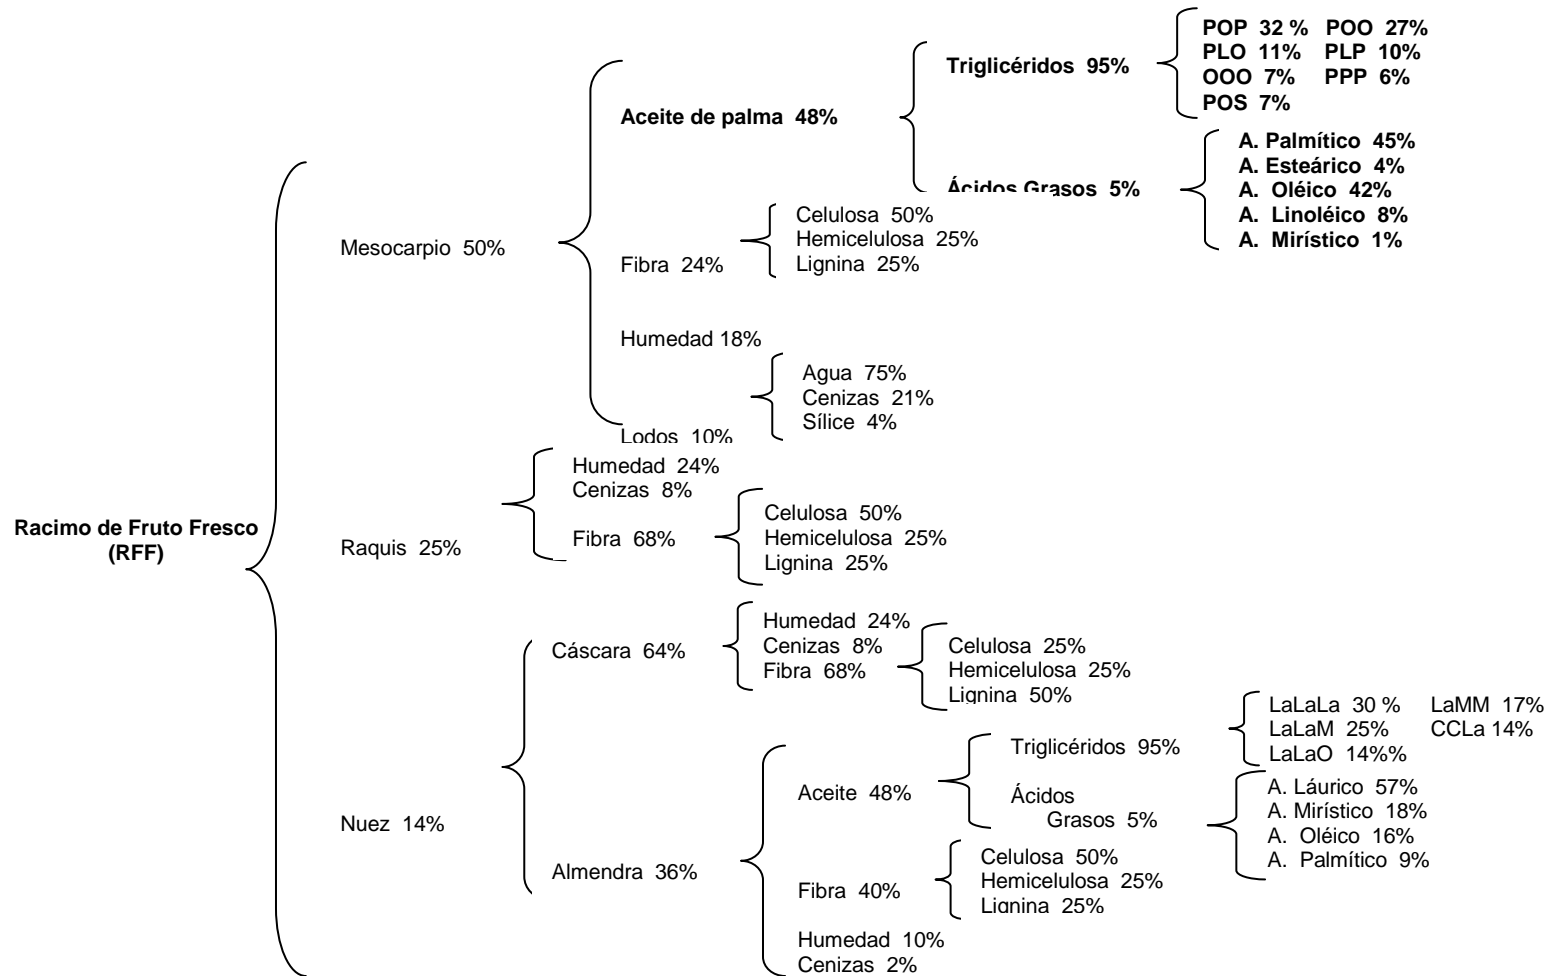 POP 32 % POO 27%
PLO 11% PLP 10%
OOO 7% PPP 6%
POS 7%
Triglicéridos 95%
Aceite de palma 48%
A. Palmítico 45%
A. Esteárico 4%
A. Oléico 42%
A. Linoléico 8%
A. Mirístico 1%
Ácidos Grasos 5%
Celulosa 50%
Hemicelulosa 25%
Lignina 25%
Mesocarpio 50%
Fibra 24%
Humedad 18%
Agua 75%
Cenizas 21%
Sílice 4%
Lodos 10%
Humedad 24%
Cenizas 8%
Fibra 68%
Celulosa 50%
Hemicelulosa 25%
Lignina 25%
Racimo de Fruto Fresco
(RFF)
Raquis 25%
Cáscara 64%
Humedad 24%
Cenizas 8%
Fibra 68%
Celulosa 25%
Hemicelulosa 25%
Lignina 50%
LaLaLa 30 % LaMM 17%
LaLaM 25% CCLa 14%
LaLaO 14%%
Triglicéridos 95%
Aceite 48%
Ácidos
Grasos 5%
A. Láurico 57%
A. Mirístico 18%
A. Oléico 16%
A. Palmítico 9%
Nuez 14%
Almendra 36%
Fibra 40%
Celulosa 50%
Hemicelulosa 25%
Lignina 25%
Humedad 10%
Cenizas 2%